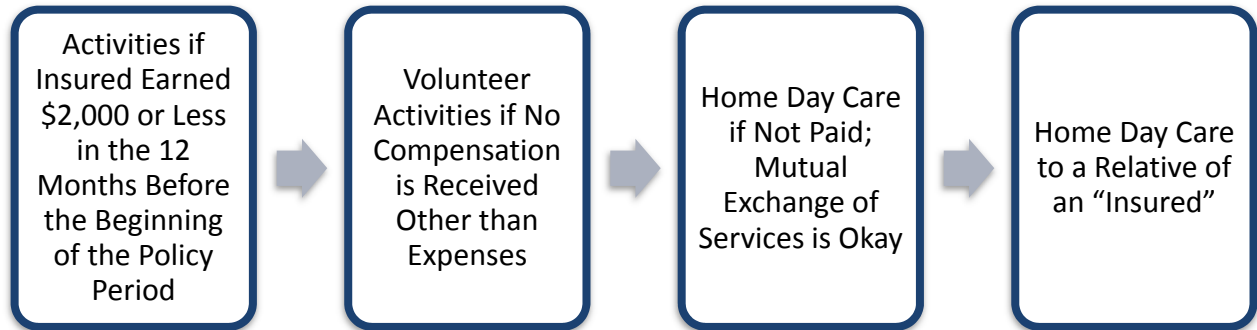 Activities if
Insured Earned
$2,000 or Less
in the 12
Months Before
the Beginning
of the Policy
Period
Volunteer
Activities if No
Compensation
is Received
Other than
Expenses
Home Day Care
if Not Paid;
Mutual
Exchange of
Services is Okay
Home Day Care
to a Relative of
an “Insured”